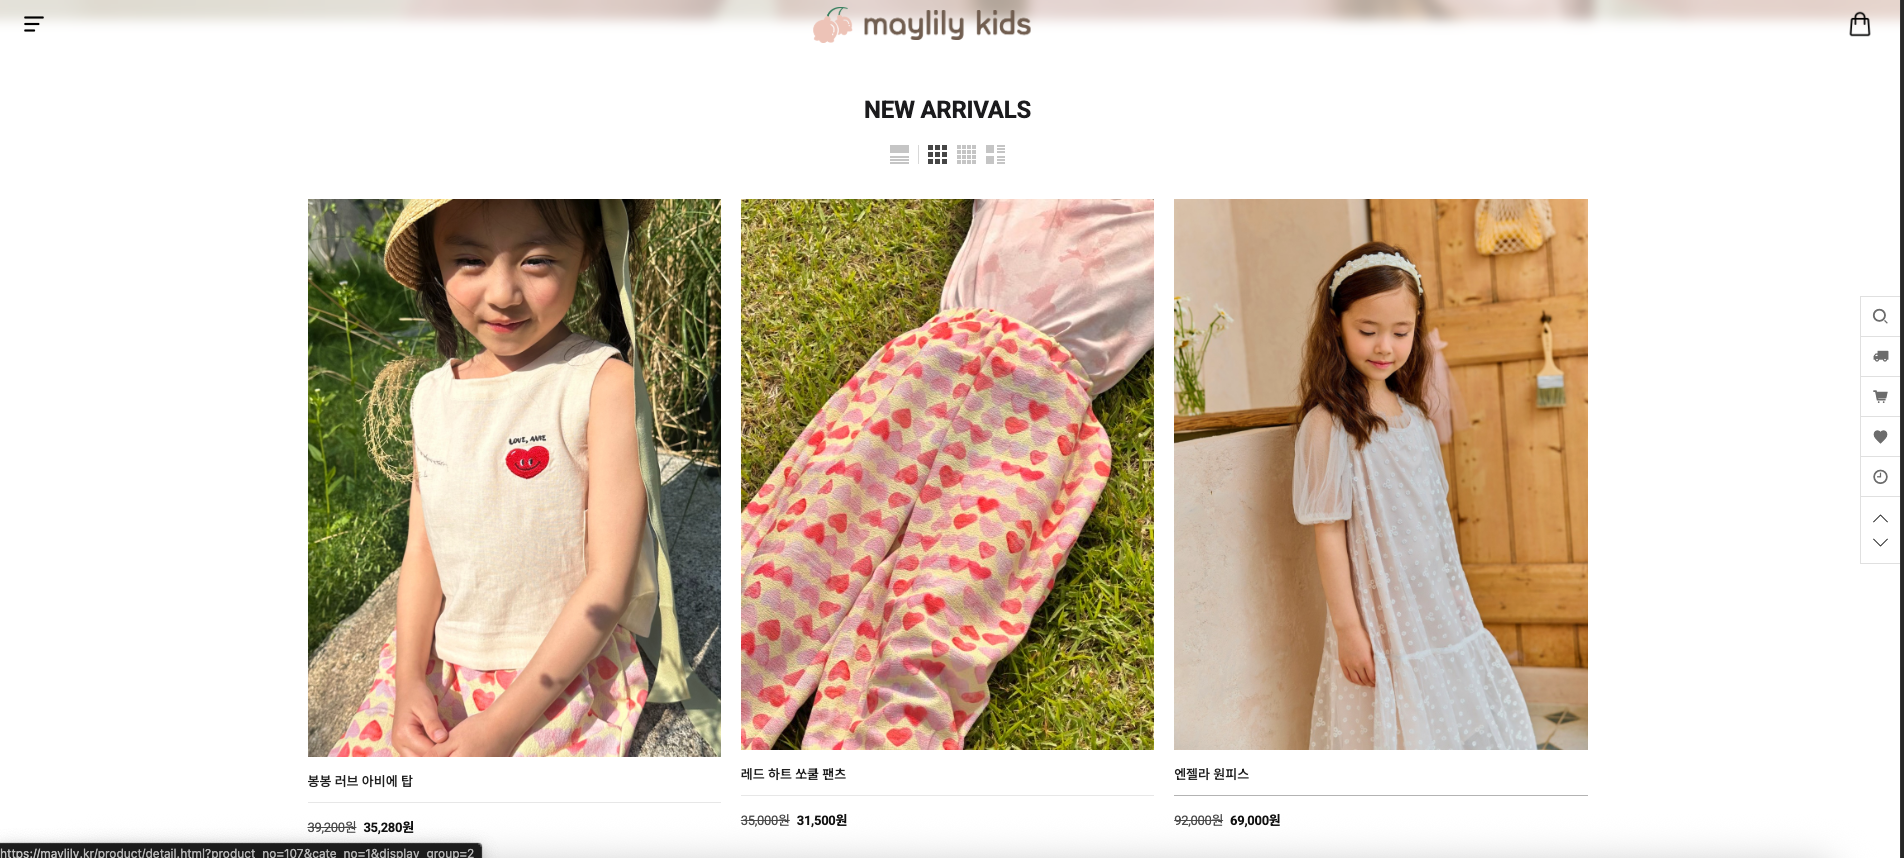 maylily kids
NEW ARRIVALS
LOVE, ANNE
봉봉 러브 아비에 탑
레드 하트 쏘쿨 팬츠
엔젤라 원피스
39,200원 35,280원
35,000원 31,500원
92,000원 69,000원
https://maylily.kr/product/detail.html?product_no=107&cate_no=1&display_group=2